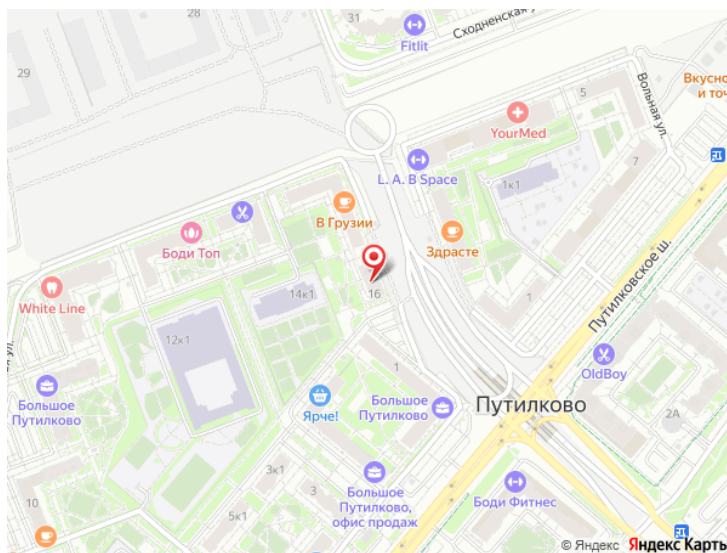 31
Fitlit
Сходненская у
29
Вкусно
и точ
Вольная ул.
5
YourMed
7
L. A. B Space
1к1
В Грузии
Здрасте
Боди Топ
Путилковское ш.
White Line
14к1
16
1
12к1
ул.
1
OldBoy
Большое
Путилково
Ярче!
Большое
Путилково
Путилково
2А
3к1
3
10
Большое
Путилково,
офис продаж
Боди Фитнес
5к1
© Яндекс Яндекс Карты